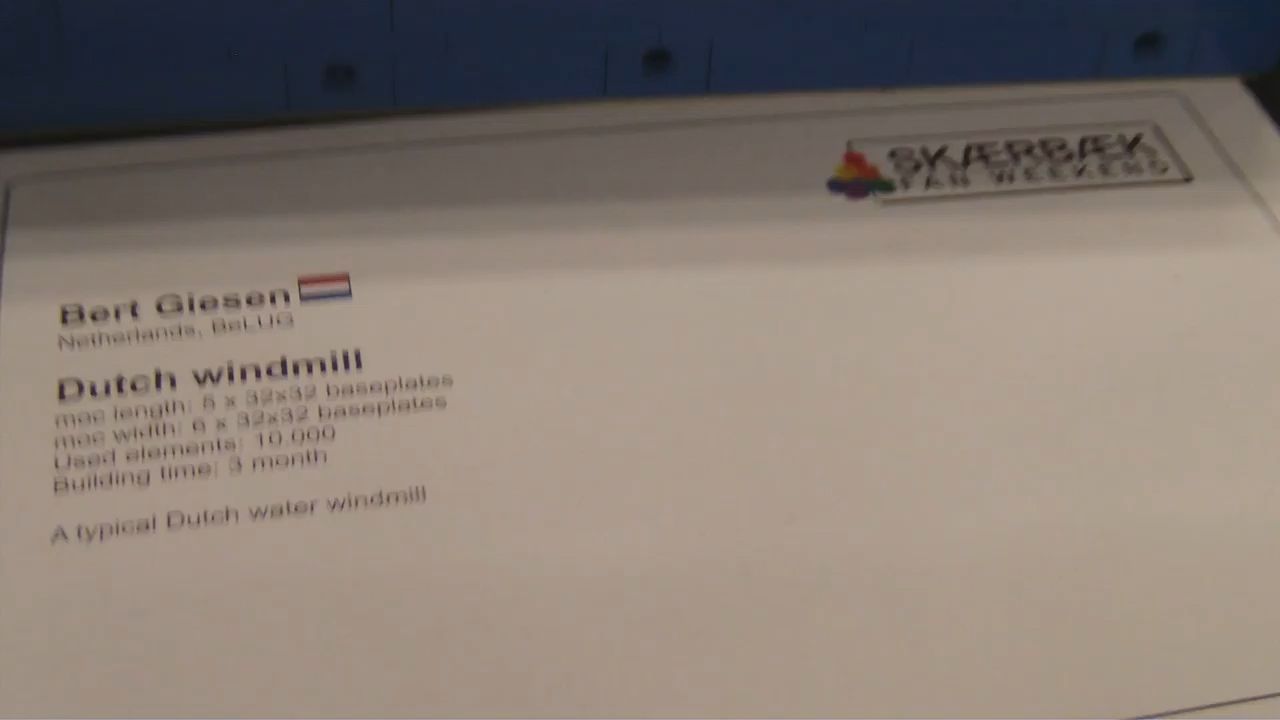 SKÆRBÆK
FAN WEEKEND
Bert Giesen
Netherlands, BeLUG
Dutch windmill
moc length: 5 x 32x32 baseplates
moc width: 6 x 32x32 baseplates
Used elements: 10.000
Building time: 3 month
A typical Dutch water windmill